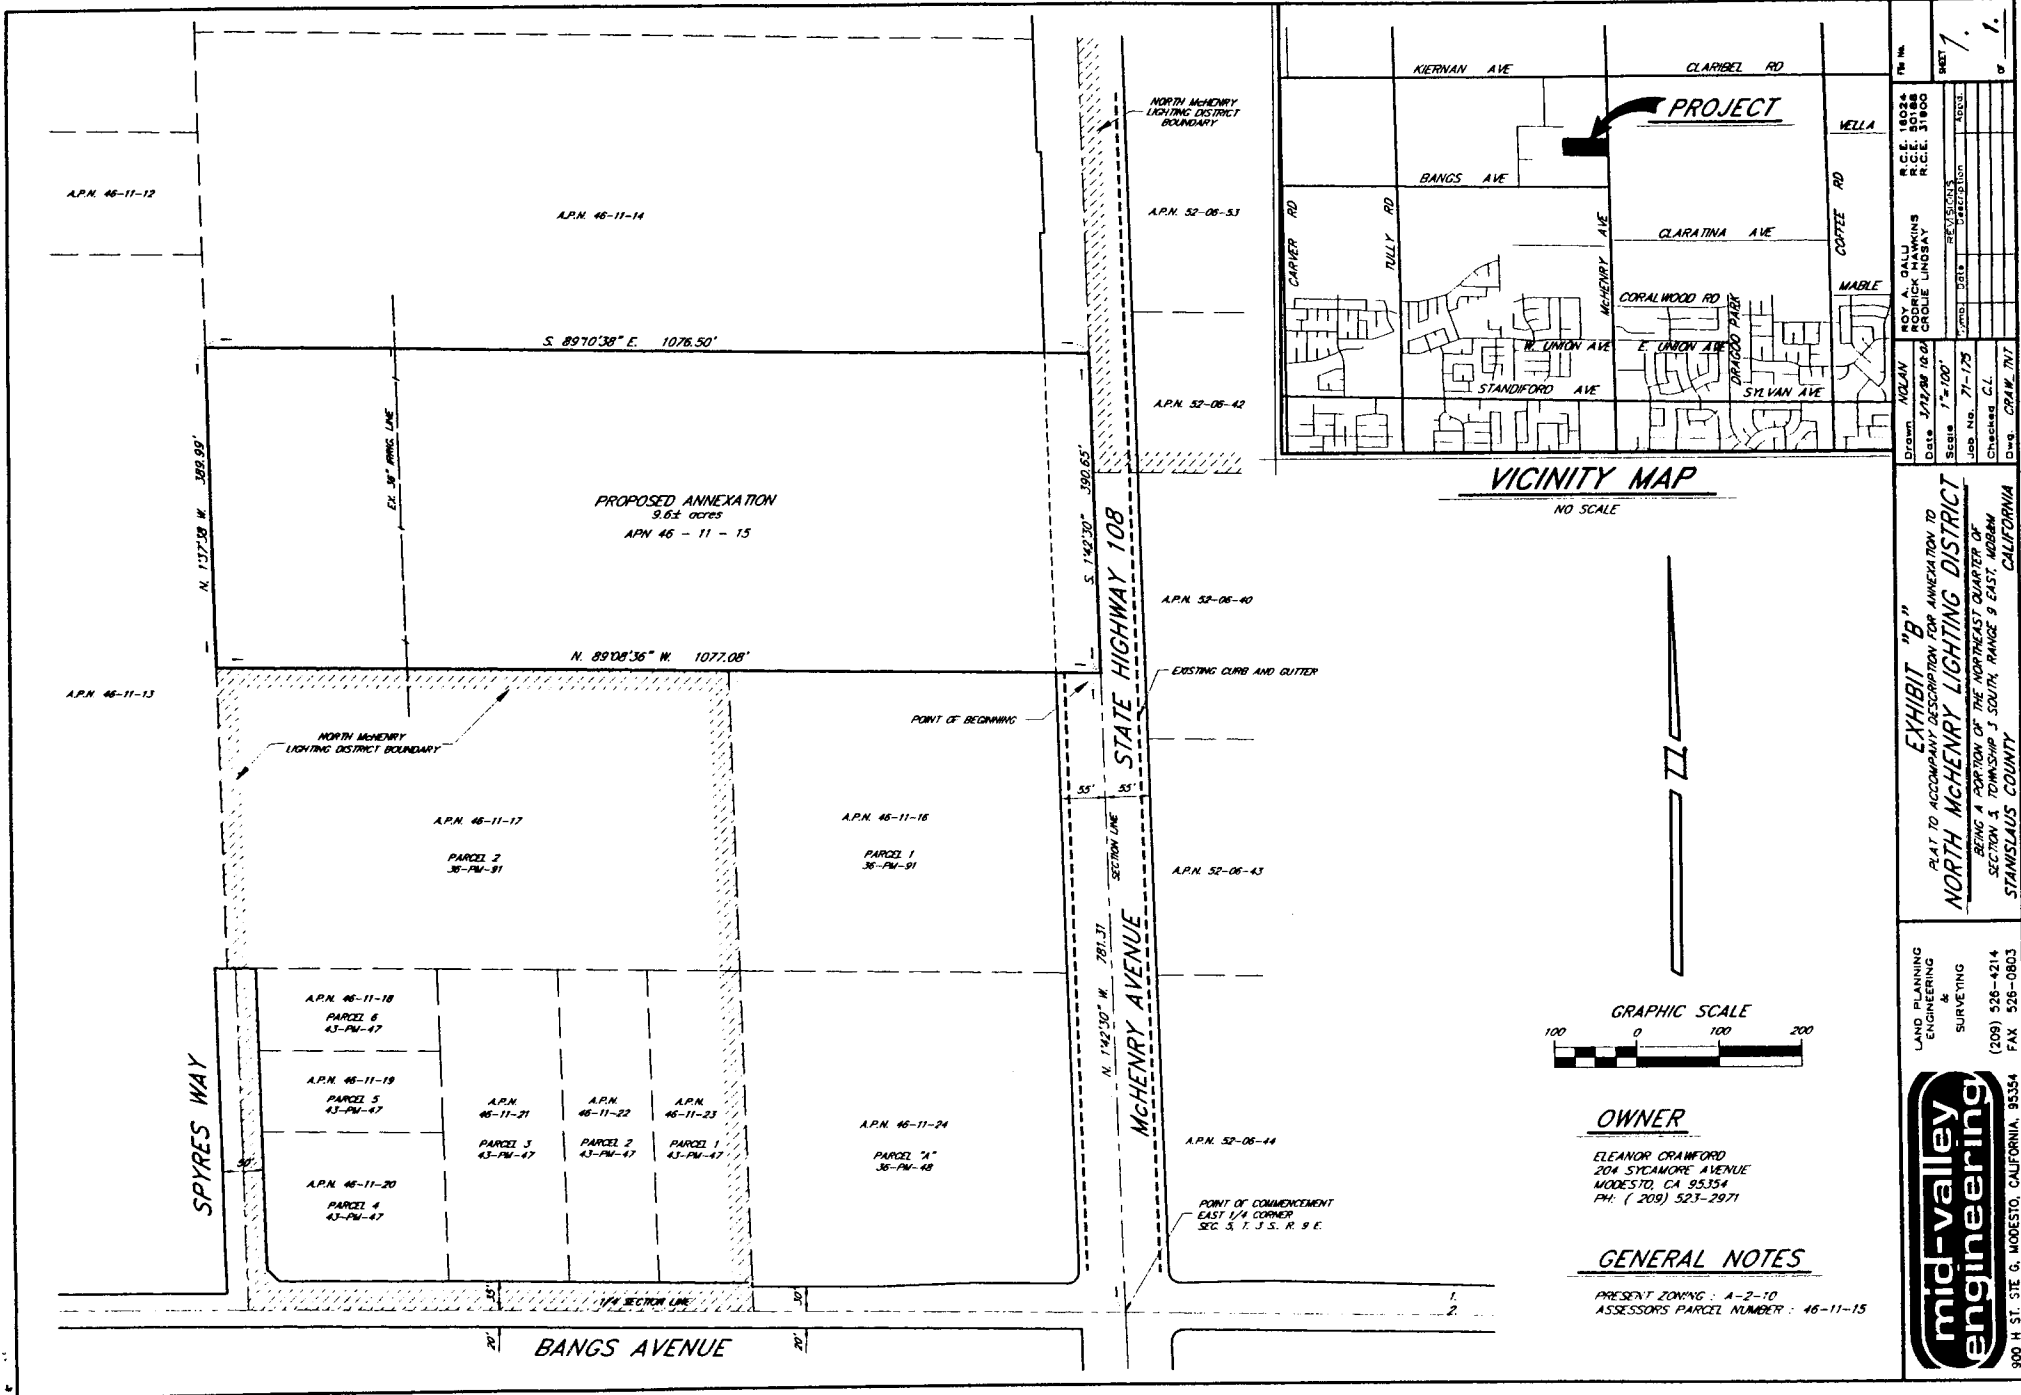 A.P.N. 46-11-12
A.P.N. 46-11-14
NORTH McHENRY
LIGHTING DISTRICT
BOUNDARY
A.P.N. 52-06-53
S. 89°10'38" E. 1076.50'
A.P.N. 52-06-42
N. 1°37'38" W. 389.99'
EX. 36" IRRIG. LINE
PROPOSED ANNEXATION
9.6± acres
APN 46 - 11 - 15
S. 1°42'30" 390.65'
STATE HIGHWAY 108
A.P.N. 52-06-40
N. 89°08'36" W. 1077.08'
EXISTING CURB AND GUTTER
A.P.N. 46-11-13
POINT OF BEGINNING
NORTH McHENRY
LIGHTING DISTRICT BOUNDARY
55' 55'
A.P.N. 46-11-17
PARCEL 2
36-PM-91
A.P.N. 46-11-16
PARCEL 1
36-PM-91
SECTION LINE
A.P.N. 52-06-43
N. 1°42'30" W. 781.31
McHENRY AVENUE
A.P.N. 46-11-18
PARCEL 6
43-PM-47
A.P.N. 46-11-19
PARCEL 5
43-PM-47
A.P.N. 46-11-20
PARCEL 4
43-PM-47
A.P.N.
46-11-21
PARCEL 3
43-PM-47
A.P.N.
46-11-22
PARCEL 2
43-PM-47
A.P.N.
46-11-23
PARCEL 1
43-PM-47
A.P.N. 46-11-24
PARCEL "A"
36-PM-48
A.P.N. 52-06-44
SPYRES WAY
50'
POINT OF COMMENCEMENT
EAST 1/4 CORNER
SEC. 5, T. 3 S. R. 9 E.
35'
1/4 SECTION LINE
30'
20'
BANGS AVENUE
20'
KIERNAN AVE
CLARIBEL RD
PROJECT
VELLA
BANGS AVE
CARVER RD
TULLY RD
McHENRY AVE
CLARATINA AVE
COFFEE RD
MABLE
CORALWOOD RD
DRAGOO PARK
W. UNION AVE
E. UNION AVE
STANDIFORD AVE
SYLVAN AVE
VICINITY MAP
NO SCALE
GRAPHIC SCALE
100 0 100 200
OWNER
ELEANOR CRAWFORD
204 SYCAMORE AVENUE
MODESTO, CA 95354
PH: ( 209) 523-2971
GENERAL NOTES
1. PRESENT ZONING : A-2-10
2. ASSESSORS PARCEL NUMBER : 46-11-15
File No.
SHEET 1.
OF 1.
ROY A. GALLI R.C.E. 16024
RODRICK HAWKINS R.C.E. 50188
CROLIE LINDSAY R.C.E. 31800
REVISIONS
Symbol Date Description Appd.
Drawn NOLAN
Date
Scale 1"=100'
Job No. 71-175
Checked C.L.
Dwg. CRAW_TNT
EXHIBIT "B"
PLAT TO ACCOMPANY DESCRIPTION FOR ANNEXATION TO
NORTH McHENRY LIGHTING DISTRICT
BEING A PORTION OF THE NORTHEAST QUARTER OF
SECTION 5, TOWNSHIP 3 SOUTH, RANGE 9 EAST, MDB&M
STANISLAUS COUNTY CALIFORNIA
LAND PLANNING
ENGINEERING
&
SURVEYING
(209) 526-4214
FAX 526-0803
mid-valley
engineering
900 H ST. STE G, MODESTO, CALIFORNIA, 95354